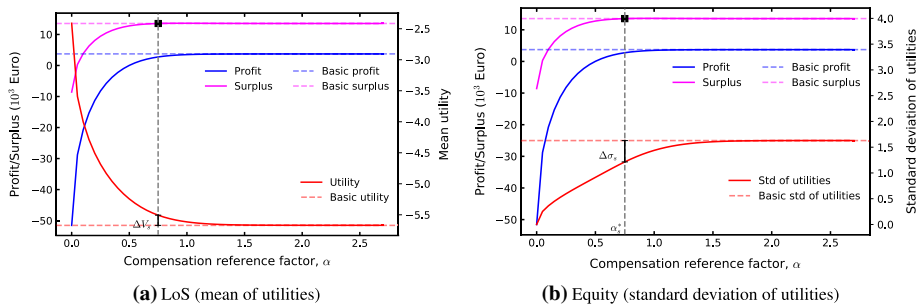 10
0
−10
−20
−30
−40
−50
Profit/Surplus (10³ Euro)
Profit
Surplus
Basic profit
Basic surplus
Utility
Basic utility
ΔVₛ
−2.5
−3.0
−3.5
−4.0
−4.5
−5.0
−5.5
Mean utility
0.0 0.5 1.0 1.5 2.0 2.5
Compensation reference factor, α
(a) LoS (mean of utilities)
10
0
−10
−20
−30
−40
−50
Profit/Surplus (10³ Euro)
Profit
Surplus
Basic profit
Basic surplus
Δσₛ
Std of utilities
Basic std of utilities
4.0
3.5
3.0
2.5
2.0
1.5
1.0
0.5
0.0
Standard deviation of utilities
0.0 0.5 αₛ* 1.0 1.5 2.0 2.5
Compensation reference factor, α
(b) Equity (standard deviation of utilities)